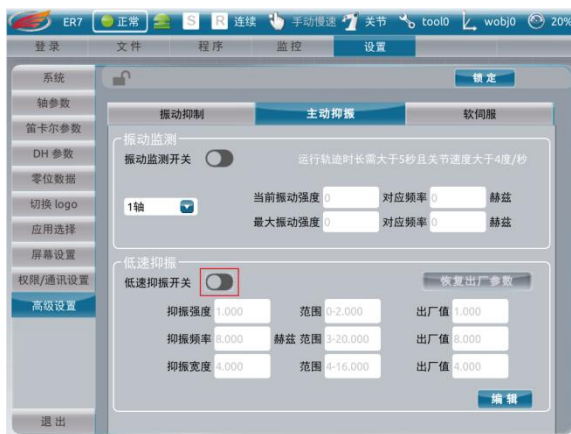 ER7 正常 S R 连续 手动慢速 关节 tool0 wobj0 20%
登录 文件 程序 监控 设置
系统
轴参数
笛卡尔参数
DH 参数
零位数据
切换 logo
应用选择
屏幕设置
权限/通讯设置
高级设置
退出
锁定
振动抑制 主动抑振 软伺服
振动监测
振动监测开关 运行轨迹时长需大于5秒且关节速度大于4度/秒
1轴
当前振动强度 0 对应频率 0 赫兹
最大振动强度 0 对应频率 0 赫兹
低速抑振
低速抑振开关 恢复出厂参数
抑振强度 1.000 范围 0-2.000 出厂值 1.000
抑振频率 8.000 赫兹 范围 3-20.000 出厂值 8.000
抑振宽度 4.000 范围 4-16.000 出厂值 4.000
编辑